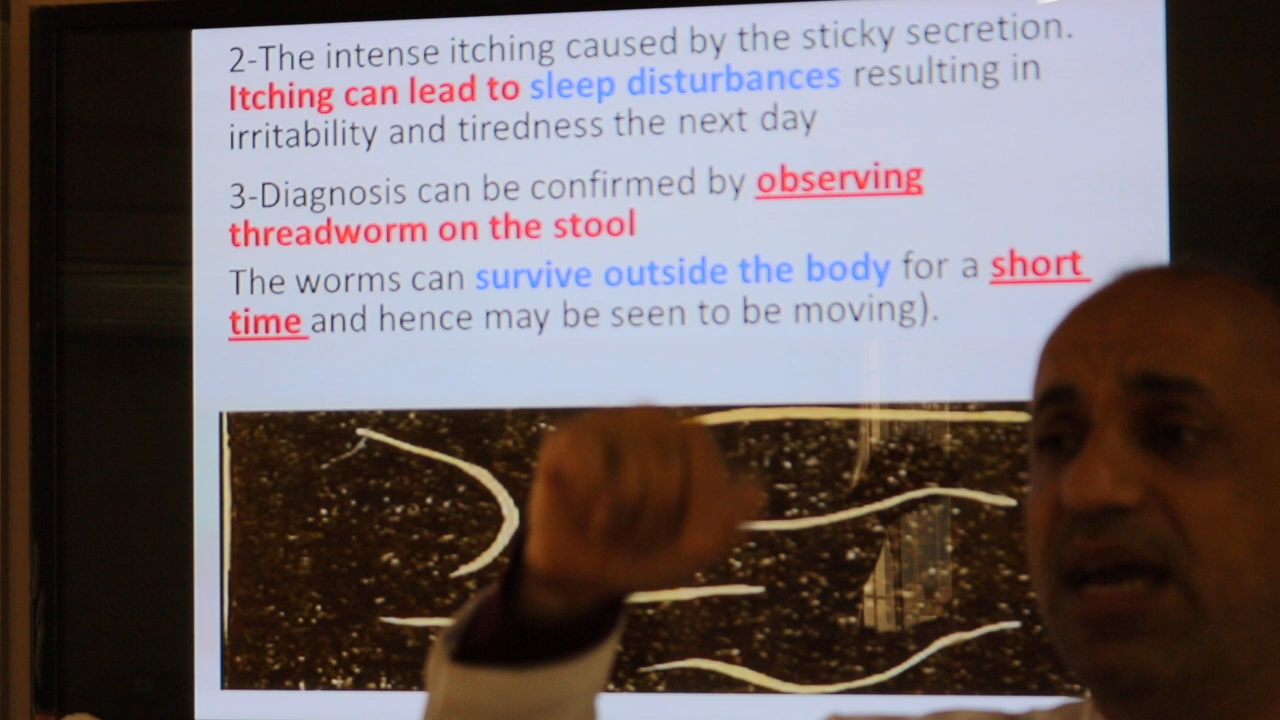 2-The intense itching caused by the sticky secretion.
Itching can lead to sleep disturbances resulting in
irritability and tiredness the next day
3-Diagnosis can be confirmed by observing
threadworm on the stool
The worms can survive outside the body for a short
time and hence may be seen to be moving).